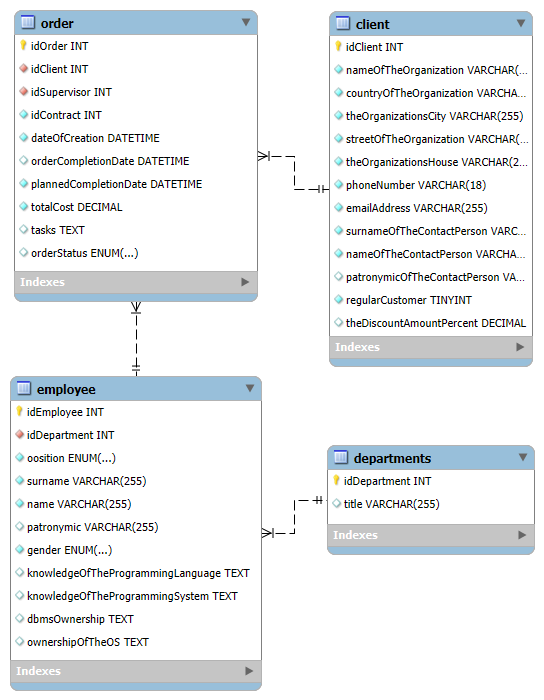 order
idOrder INT
idClient INT
idSupervisor INT
idContract INT
dateOfCreation DATETIME
orderCompletionDate DATETIME
plannedCompletionDate DATETIME
totalCost DECIMAL
tasks TEXT
orderStatus ENUM(...)
Indexes
client
idClient INT
nameOfTheOrganization VARCHAR(...
countryOfTheOrganization VARCHAR...
theOrganizationsCity VARCHAR(255)
streetOfTheOrganization VARCHAR(...
theOrganizationsHouse VARCHAR(2...
phoneNumber VARCHAR(18)
emailAddress VARCHAR(255)
surnameOfTheContactPerson VARC...
nameOfTheContactPerson VARCHA...
patronymicOfTheContactPerson VA...
regularCustomer TINYINT
theDiscountAmountPercent DECIMAL
Indexes
employee
idEmployee INT
idDepartment INT
oosition ENUM(...)
surname VARCHAR(255)
name VARCHAR(255)
patronymic VARCHAR(255)
gender ENUM(...)
knowledgeOfTheProgrammingLanguage TEXT
knowledgeOfTheProgrammingSystem TEXT
dbmsOwnership TEXT
ownershipOfTheOS TEXT
Indexes
departments
idDepartment INT
title VARCHAR(255)
Indexes